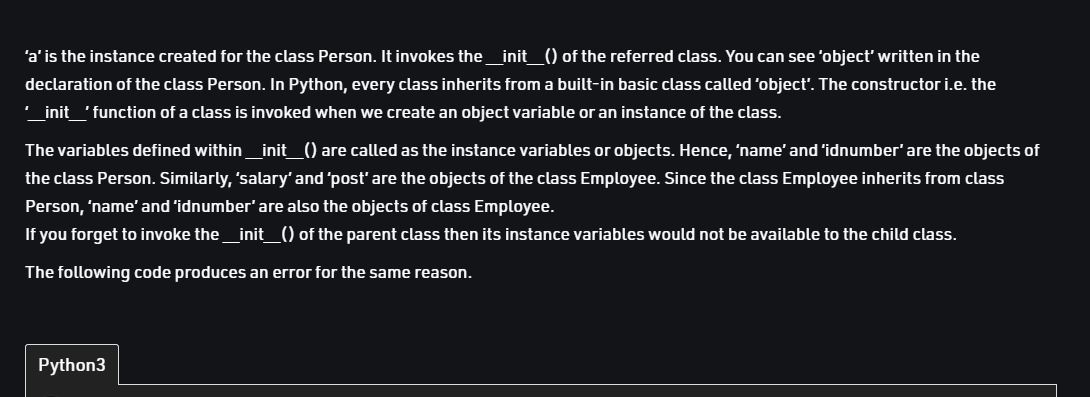 ‘a’ is the instance created for the class Person. It invokes the __init__() of the referred class. You can see ‘object’ written in the
declaration of the class Person. In Python, every class inherits from a built-in basic class called ‘object’. The constructor i.e. the
‘__init__’ function of a class is invoked when we create an object variable or an instance of the class.
The variables defined within __init__() are called as the instance variables or objects. Hence, ‘name’ and ‘idnumber’ are the objects of
the class Person. Similarly, ‘salary’ and ‘post’ are the objects of the class Employee. Since the class Employee inherits from class
Person, ‘name’ and ‘idnumber’ are also the objects of class Employee.
If you forget to invoke the __init__() of the parent class then its instance variables would not be available to the child class.
The following code produces an error for the same reason.
Python3